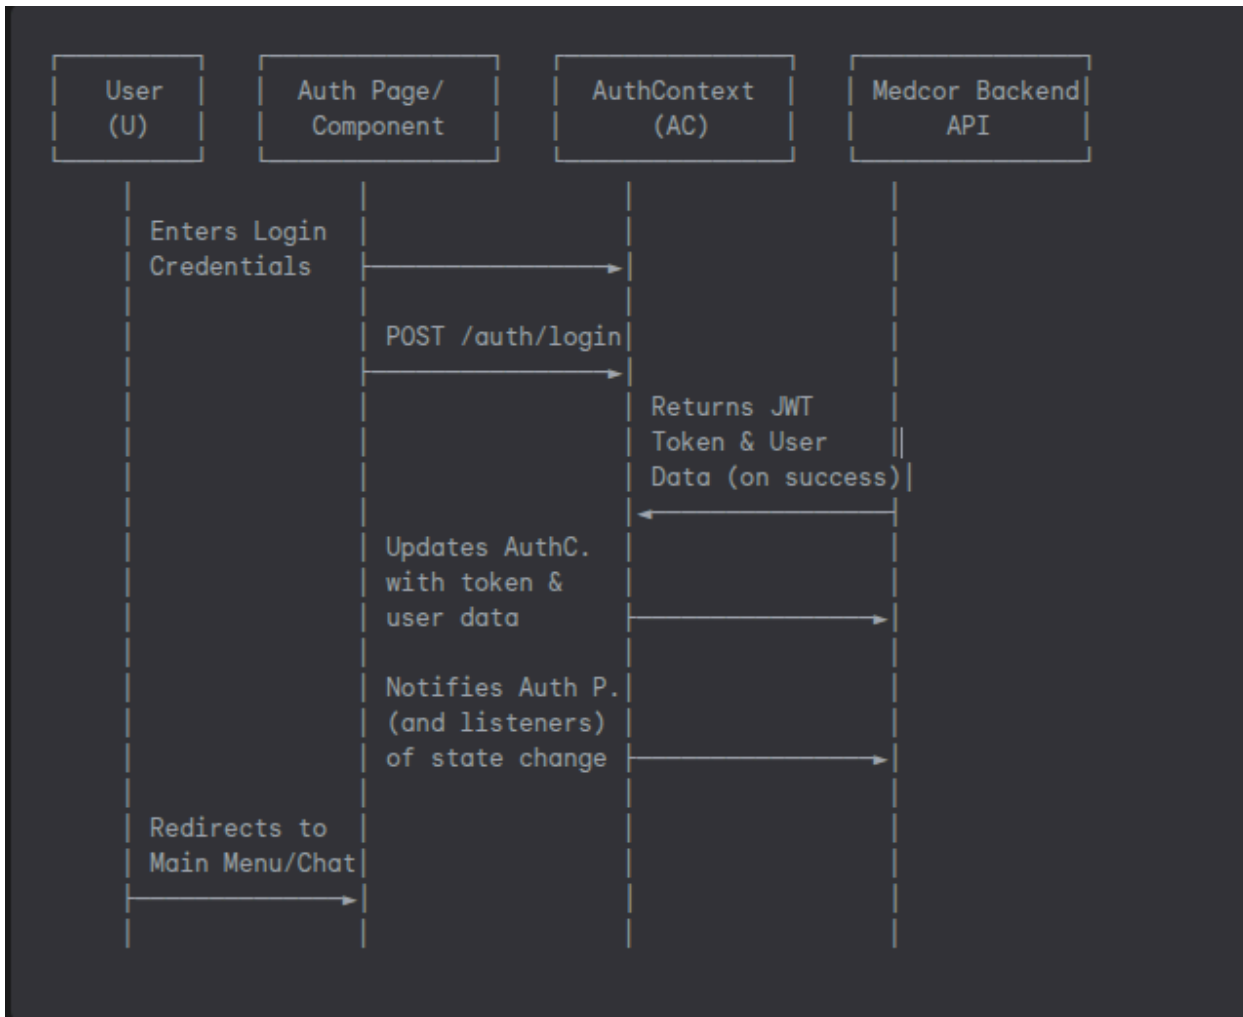 User Auth Page/ AuthContext Medcor Backend
(U) Component (AC) API
Enters Login
Credentials
POST /auth/login
Returns JWT
Token & User
Data (on success)
Updates AuthC.
with token &
user data
Notifies Auth P.
(and listeners)
of state change
Redirects to
Main Menu/Chat